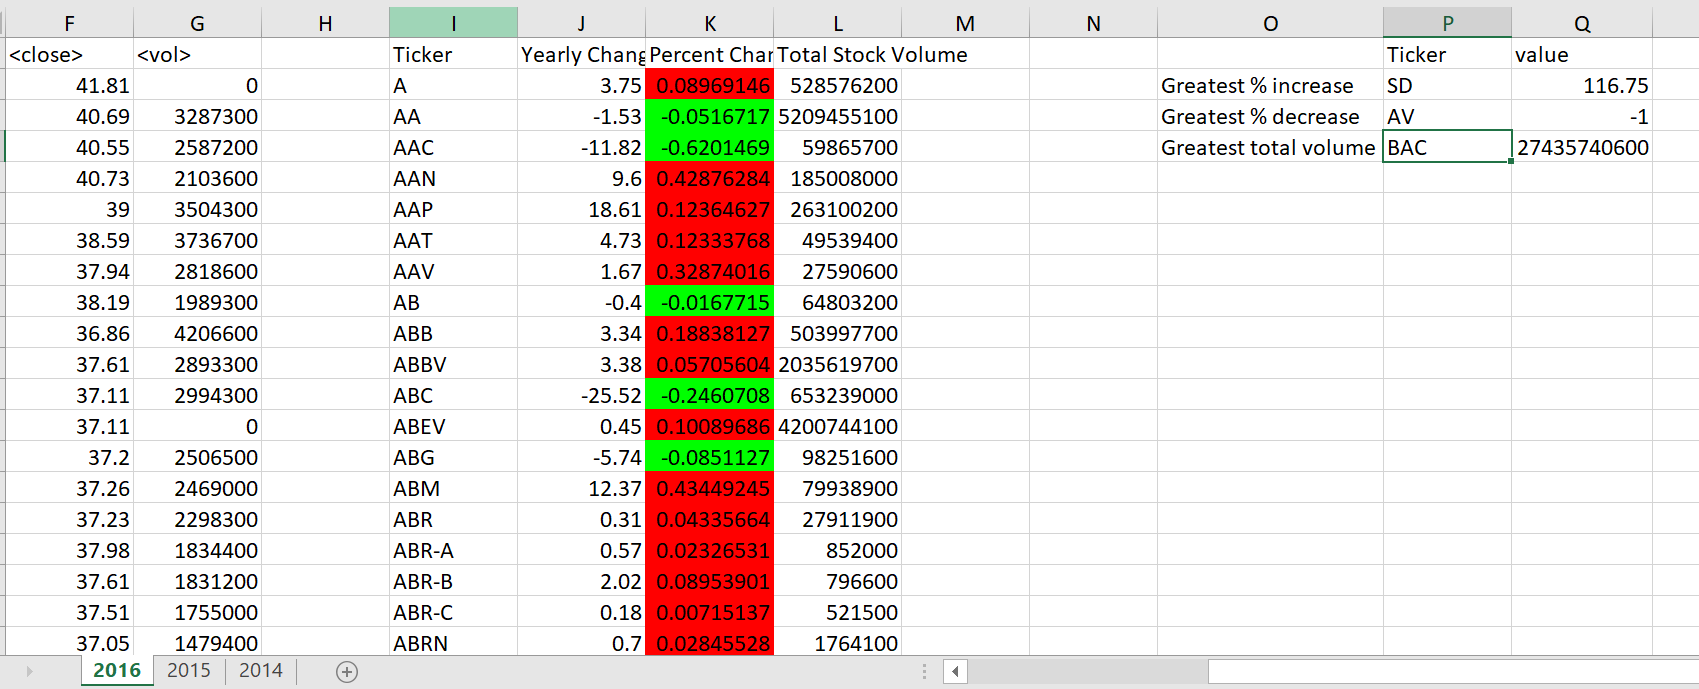 F G H I J K L M N O P Q
<close> <vol> Ticker Yearly Chang Percent Char Total Stock Volume Ticker value
41.81 0 A 3.75 0.08969146 528576200 Greatest % increase SD 116.75
40.69 3287300 AA -1.53 -0.0516717 5209455100 Greatest % decrease AV -1
40.55 2587200 AAC -11.82 -0.6201469 59865700 Greatest total volume BAC 27435740600
40.73 2103600 AAN 9.6 0.42876284 185008000
39 3504300 AAP 18.61 0.12364627 263100200
38.59 3736700 AAT 4.73 0.12333768 49539400
37.94 2818600 AAV 1.67 0.32874016 27590600
38.19 1989300 AB -0.4 -0.0167715 64803200
36.86 4206600 ABB 3.34 0.18838127 503997700
37.61 2893300 ABBV 3.38 0.05705604 2035619700
37.11 2994300 ABC -25.52 -0.2460708 653239000
37.11 0 ABEV 0.45 0.10089686 4200744100
37.2 2506500 ABG -5.74 -0.0851127 98251600
37.26 2469000 ABM 12.37 0.43449245 79938900
37.23 2298300 ABR 0.31 0.04335664 27911900
37.98 1834400 ABR-A 0.57 0.02326531 852000
37.61 1831200 ABR-B 2.02 0.08953901 796600
37.51 1755000 ABR-C 0.18 0.00715137 521500
37.05 1479400 ABRN 0.7 0.02845528 1764100
2016 2015 2014